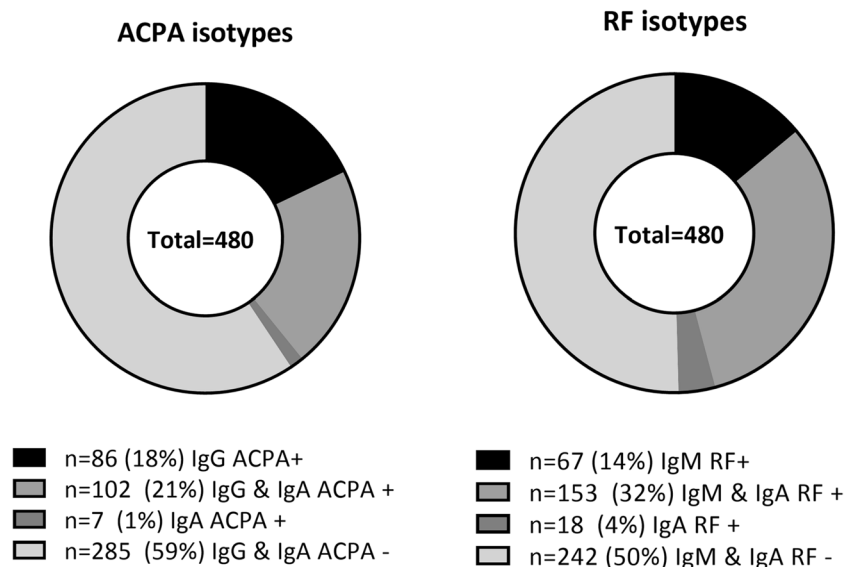 ACPA isotypes
Total=480
n=86 (18%) IgG ACPA+
n=102 (21%) IgG & IgA ACPA +
n=7 (1%) IgA ACPA +
n=285 (59%) IgG & IgA ACPA -
RF isotypes
Total=480
n=67 (14%) IgM RF+
n=153 (32%) IgM & IgA RF +
n=18 (4%) IgA RF +
n=242 (50%) IgM & IgA RF -